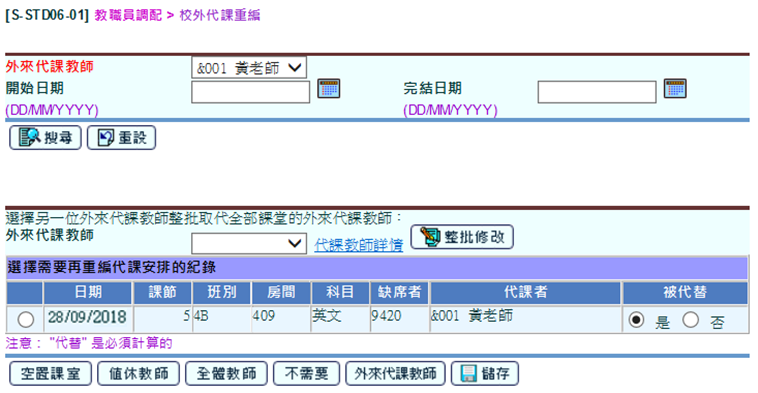 [S-STD06-01] 教職員調配 > 校外代課重編
外來代課教師 &001 黃老師
開始日期 完結日期
(DD/MM/YYYY) (DD/MM/YYYY)
搜尋 重設
選擇另一位外來代課教師整批取代全部課堂的外來代課教師：
外來代課教師 代課教師詳情 整批修改
選擇需要再重編代課安排的紀錄
日期 課節 班別 房間 科目 缺席者 代課者 被代替
28/09/2018 5 4B 409 英文 9420 &001 黃老師 是 否
注意： "代替" 是必須計算的
空置課室 值休教師 全體教師 不需要 外來代課教師 儲存